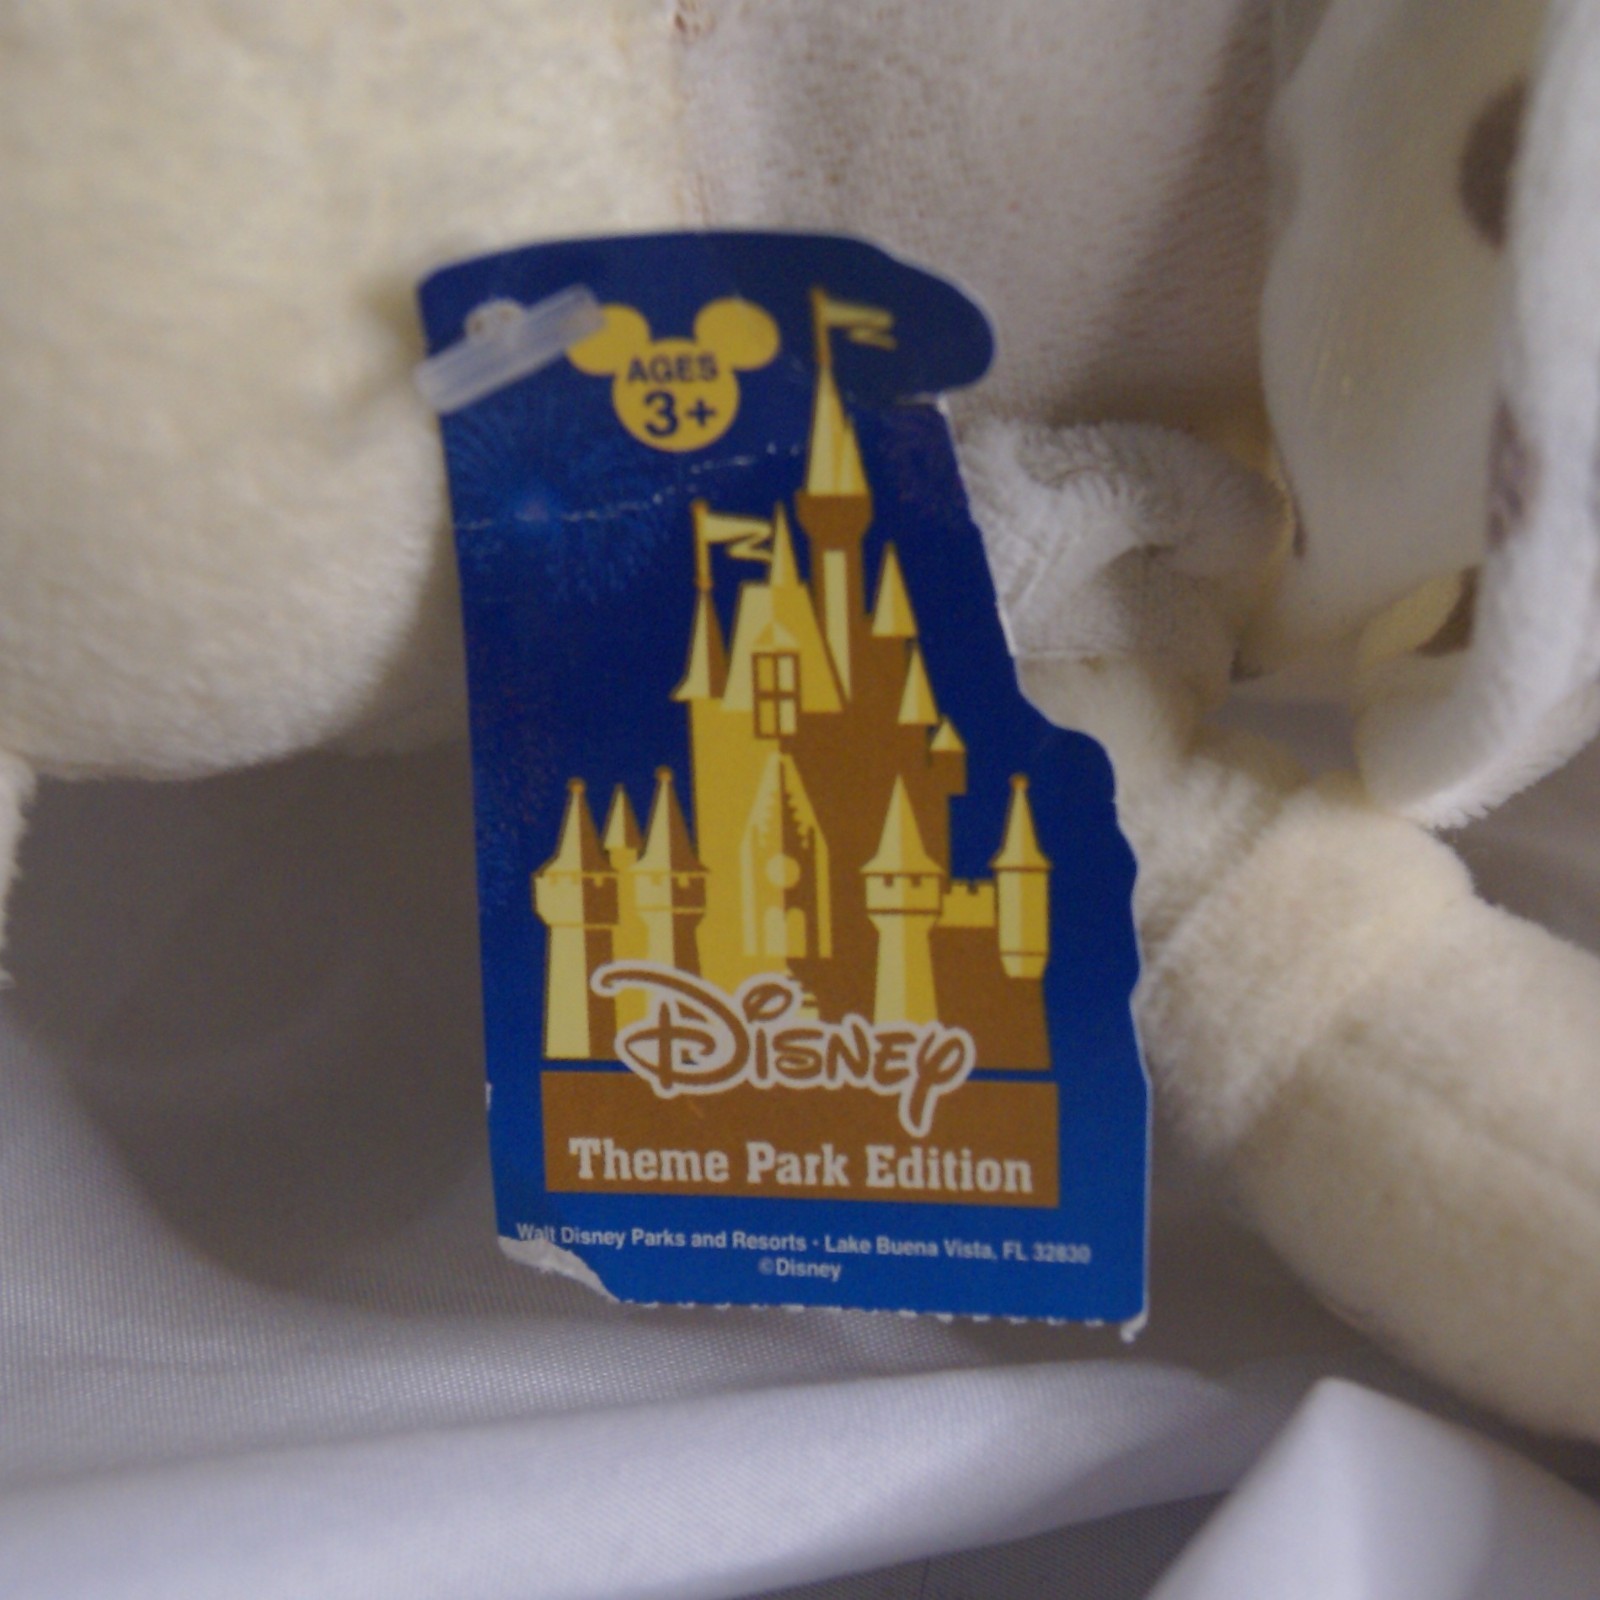 AGES
3+
Disney
Theme Park Edition
Walt Disney Parks and Resorts • Lake Buena Vista, FL 32830
©Disney